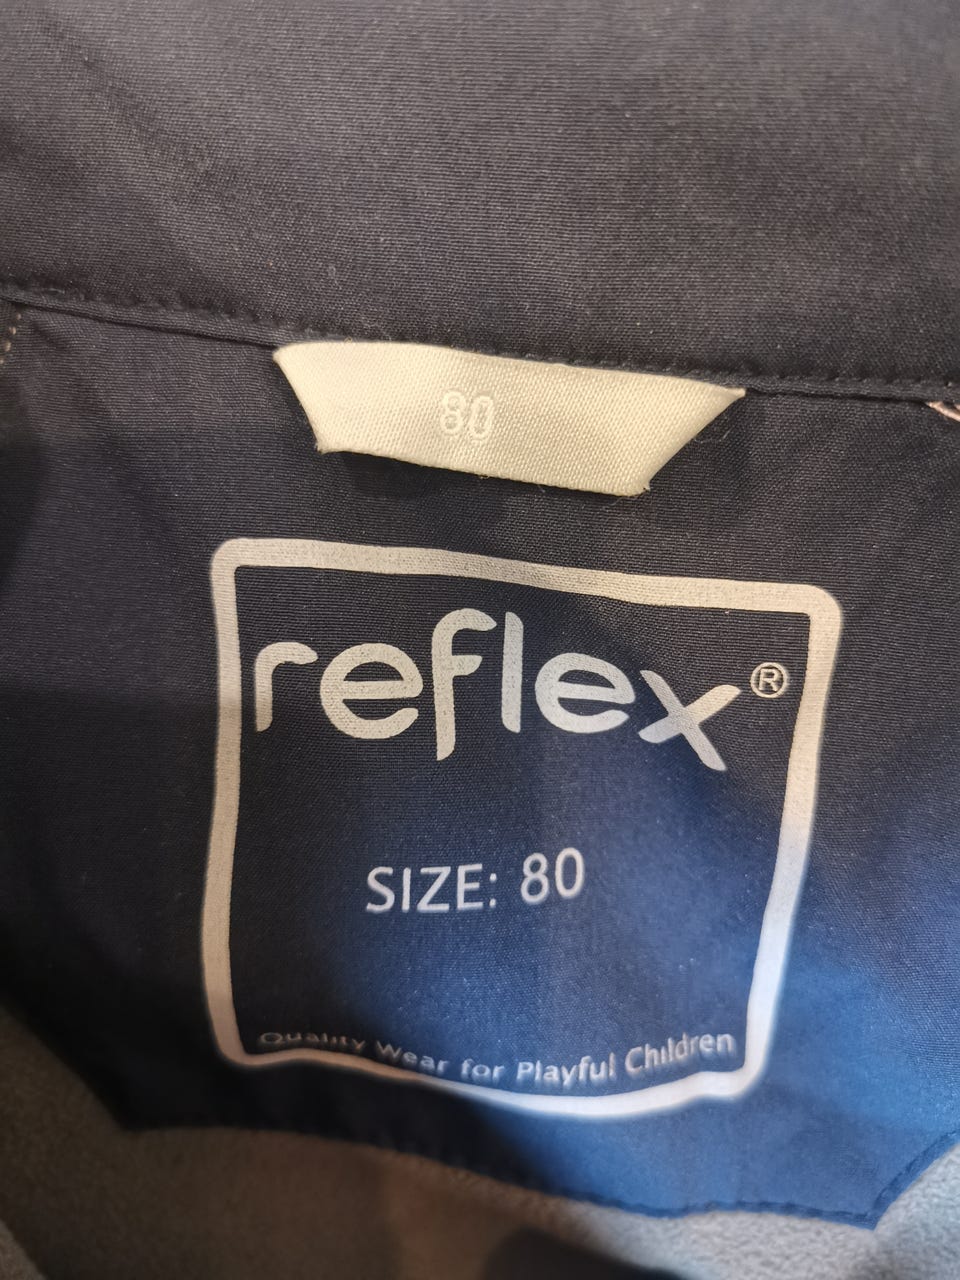 80
reflex®
SIZE: 80
Quality Wear for Playful Children